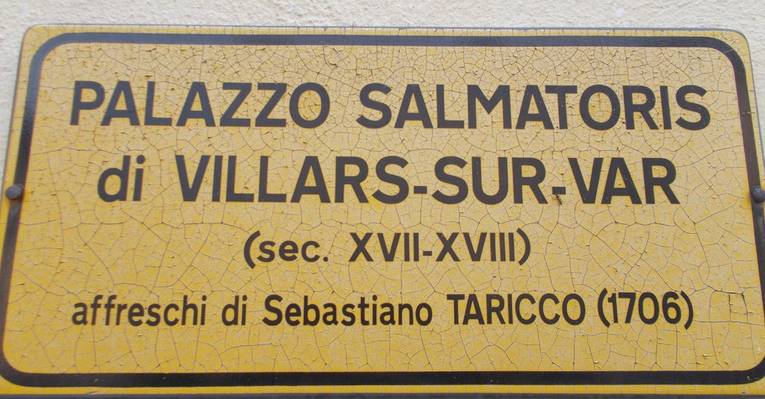 PALAZZO SALMATORIS
di VILLARS-SUR-VAR
(sec. XVII-XVIII)
affreschi di Sebastiano TARICCO (1706)